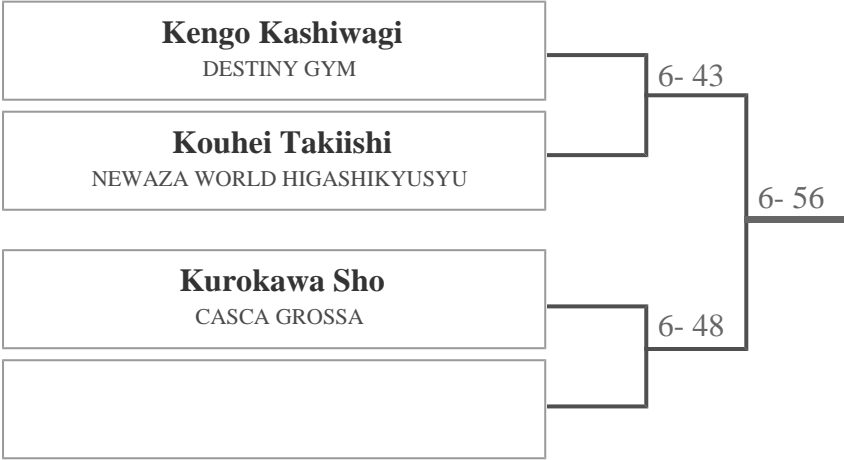 Kengo Kashiwagi
DESTINY GYM
6- 43
Kouhei Takiishi
NEWAZA WORLD HIGASHIKYUSYU
6- 56
Kurokawa Sho
CASCA GROSSA
6- 48